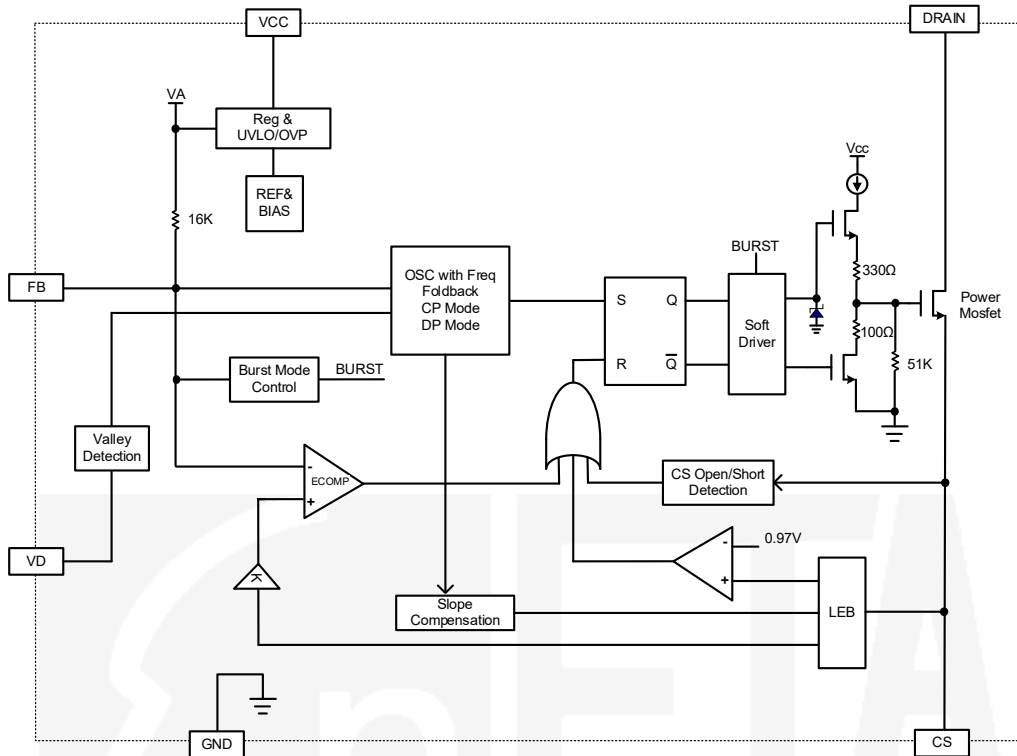 VCC
DRAIN
VA
Reg &
UVLO/OVP
Vcc
REF&
BIAS
16K
BURST
330Ω
FB
OSC with Freq
Foldback
CP Mode
DP Mode
S
Q
Soft
Driver
Power
Mosfet
100Ω
R
Q
51K
Burst Mode
Control
BURST
Valley
Detection
-
ECOMP
+
CS Open/Short
Detection
-
0.97V
+
VD
K
Slope
Compensation
LEB
GND
CS